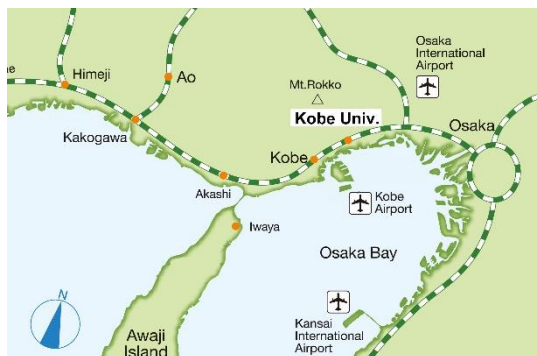 Osaka
International
Airport
ne
Himeji
Ao
Mt.Rokko
Kobe Univ.
Osaka
Kakogawa
Kobe
Akashi
Kobe
Airport
Iwaya
Osaka Bay
N
Kansai
International
Airport
Awaji
Island